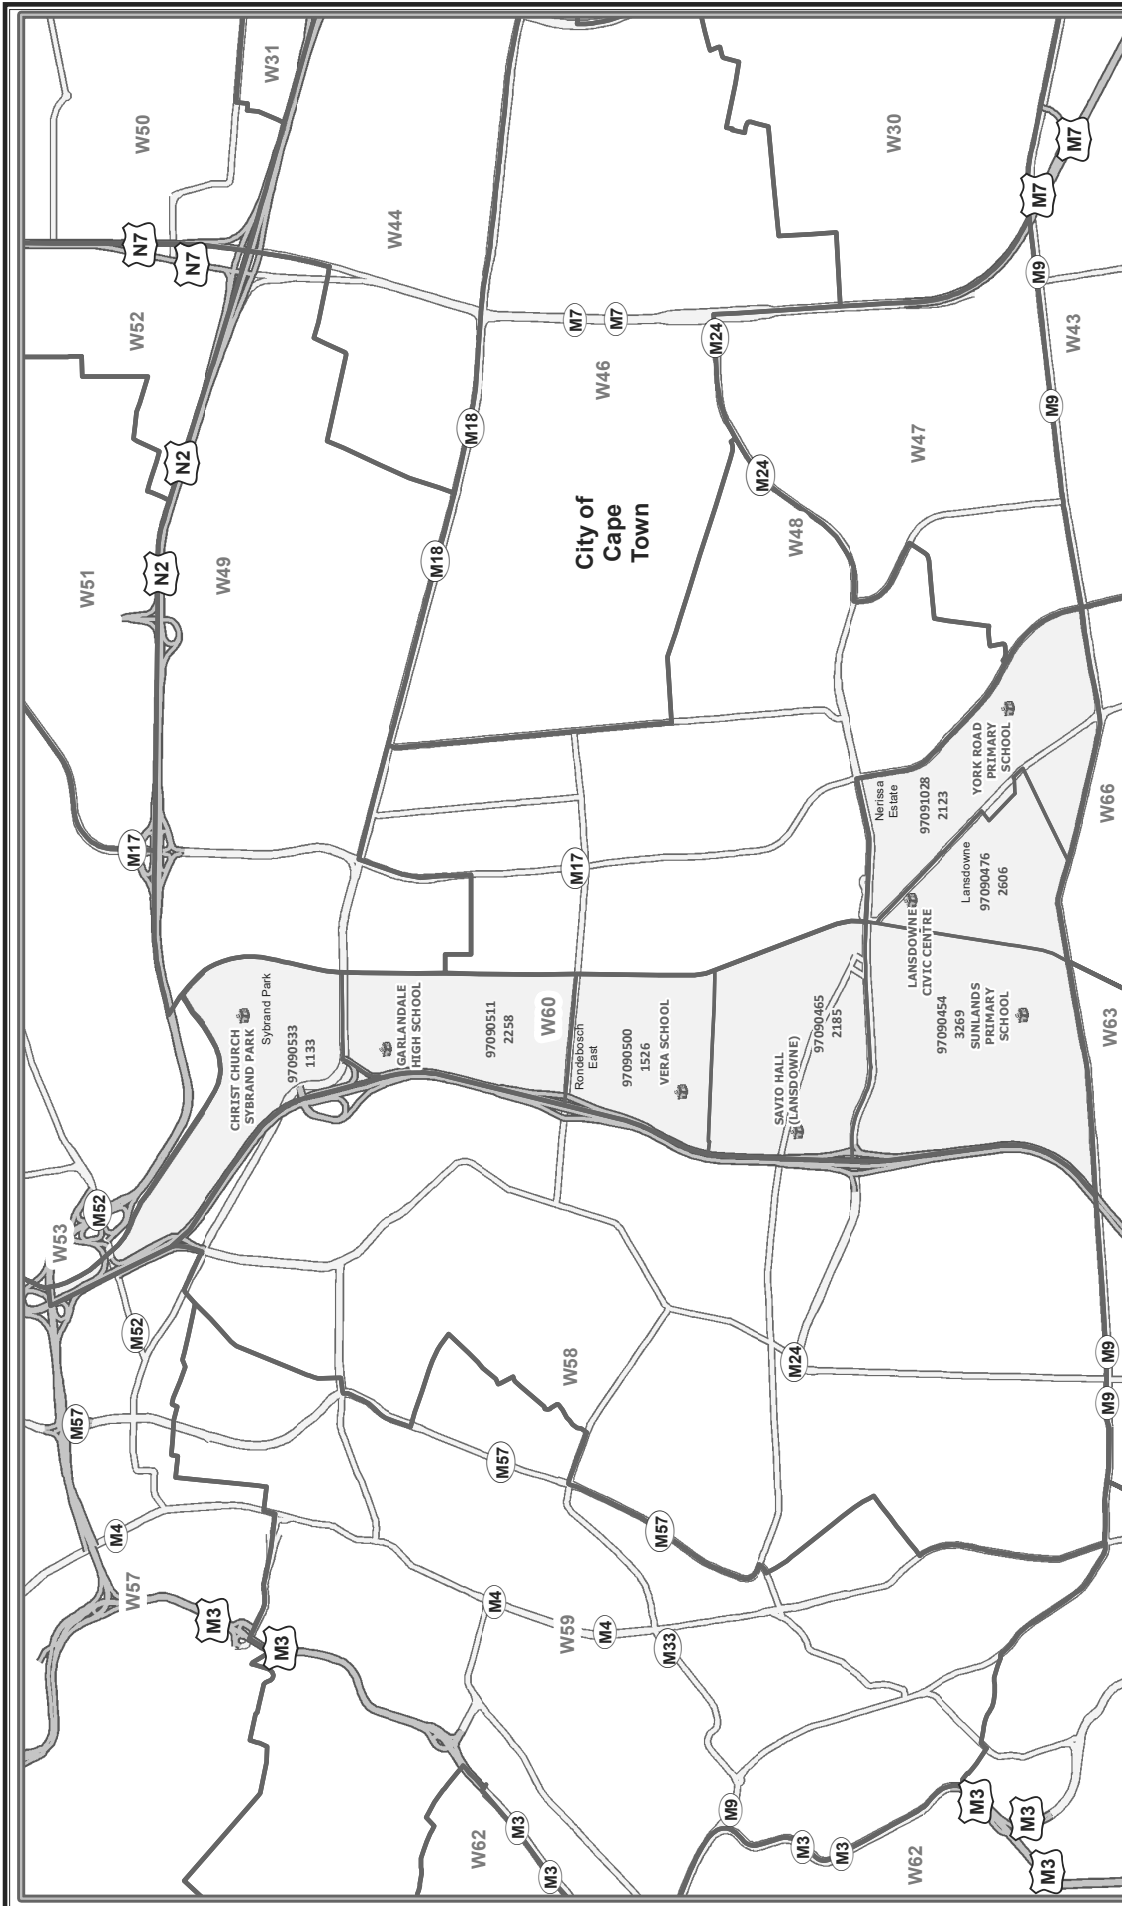 W31
W50
W30
M7
M7
N7
N7
W44
M9
W52
M7
M7
M24
W43
W46
M9
M18
N2
M24
W47
City of
Cape
Town
W48
M18
N2
W49
W51
YORK ROAD
PRIMARY
SCHOOL
Nerissa
Estate
97091028
2123
W66
M17
M17
Lansdowne
97090476
2606
LANSDOWNE
CIVIC CENTRE
Sybrand Park
CHRIST CHURCH
SYBRAND PARK
97090533
1133
GARLANDALE
HIGH SCHOOL
97090511
2258
W60
Rondebosch
East
97090500
1526
VERA SCHOOL
97090465
2185
SAVIO HALL
(LANSDOWNE)
97090454
3269
SUNLANDS
PRIMARY
SCHOOL
W63
M52
W53
M52
M24
M9
M9
W58
M57
M57
M57
M4
W57
M3
M3
M4
W59
M4
M33
M9
M3
M3
M3
M3
M3
M3
M3
W62
W62